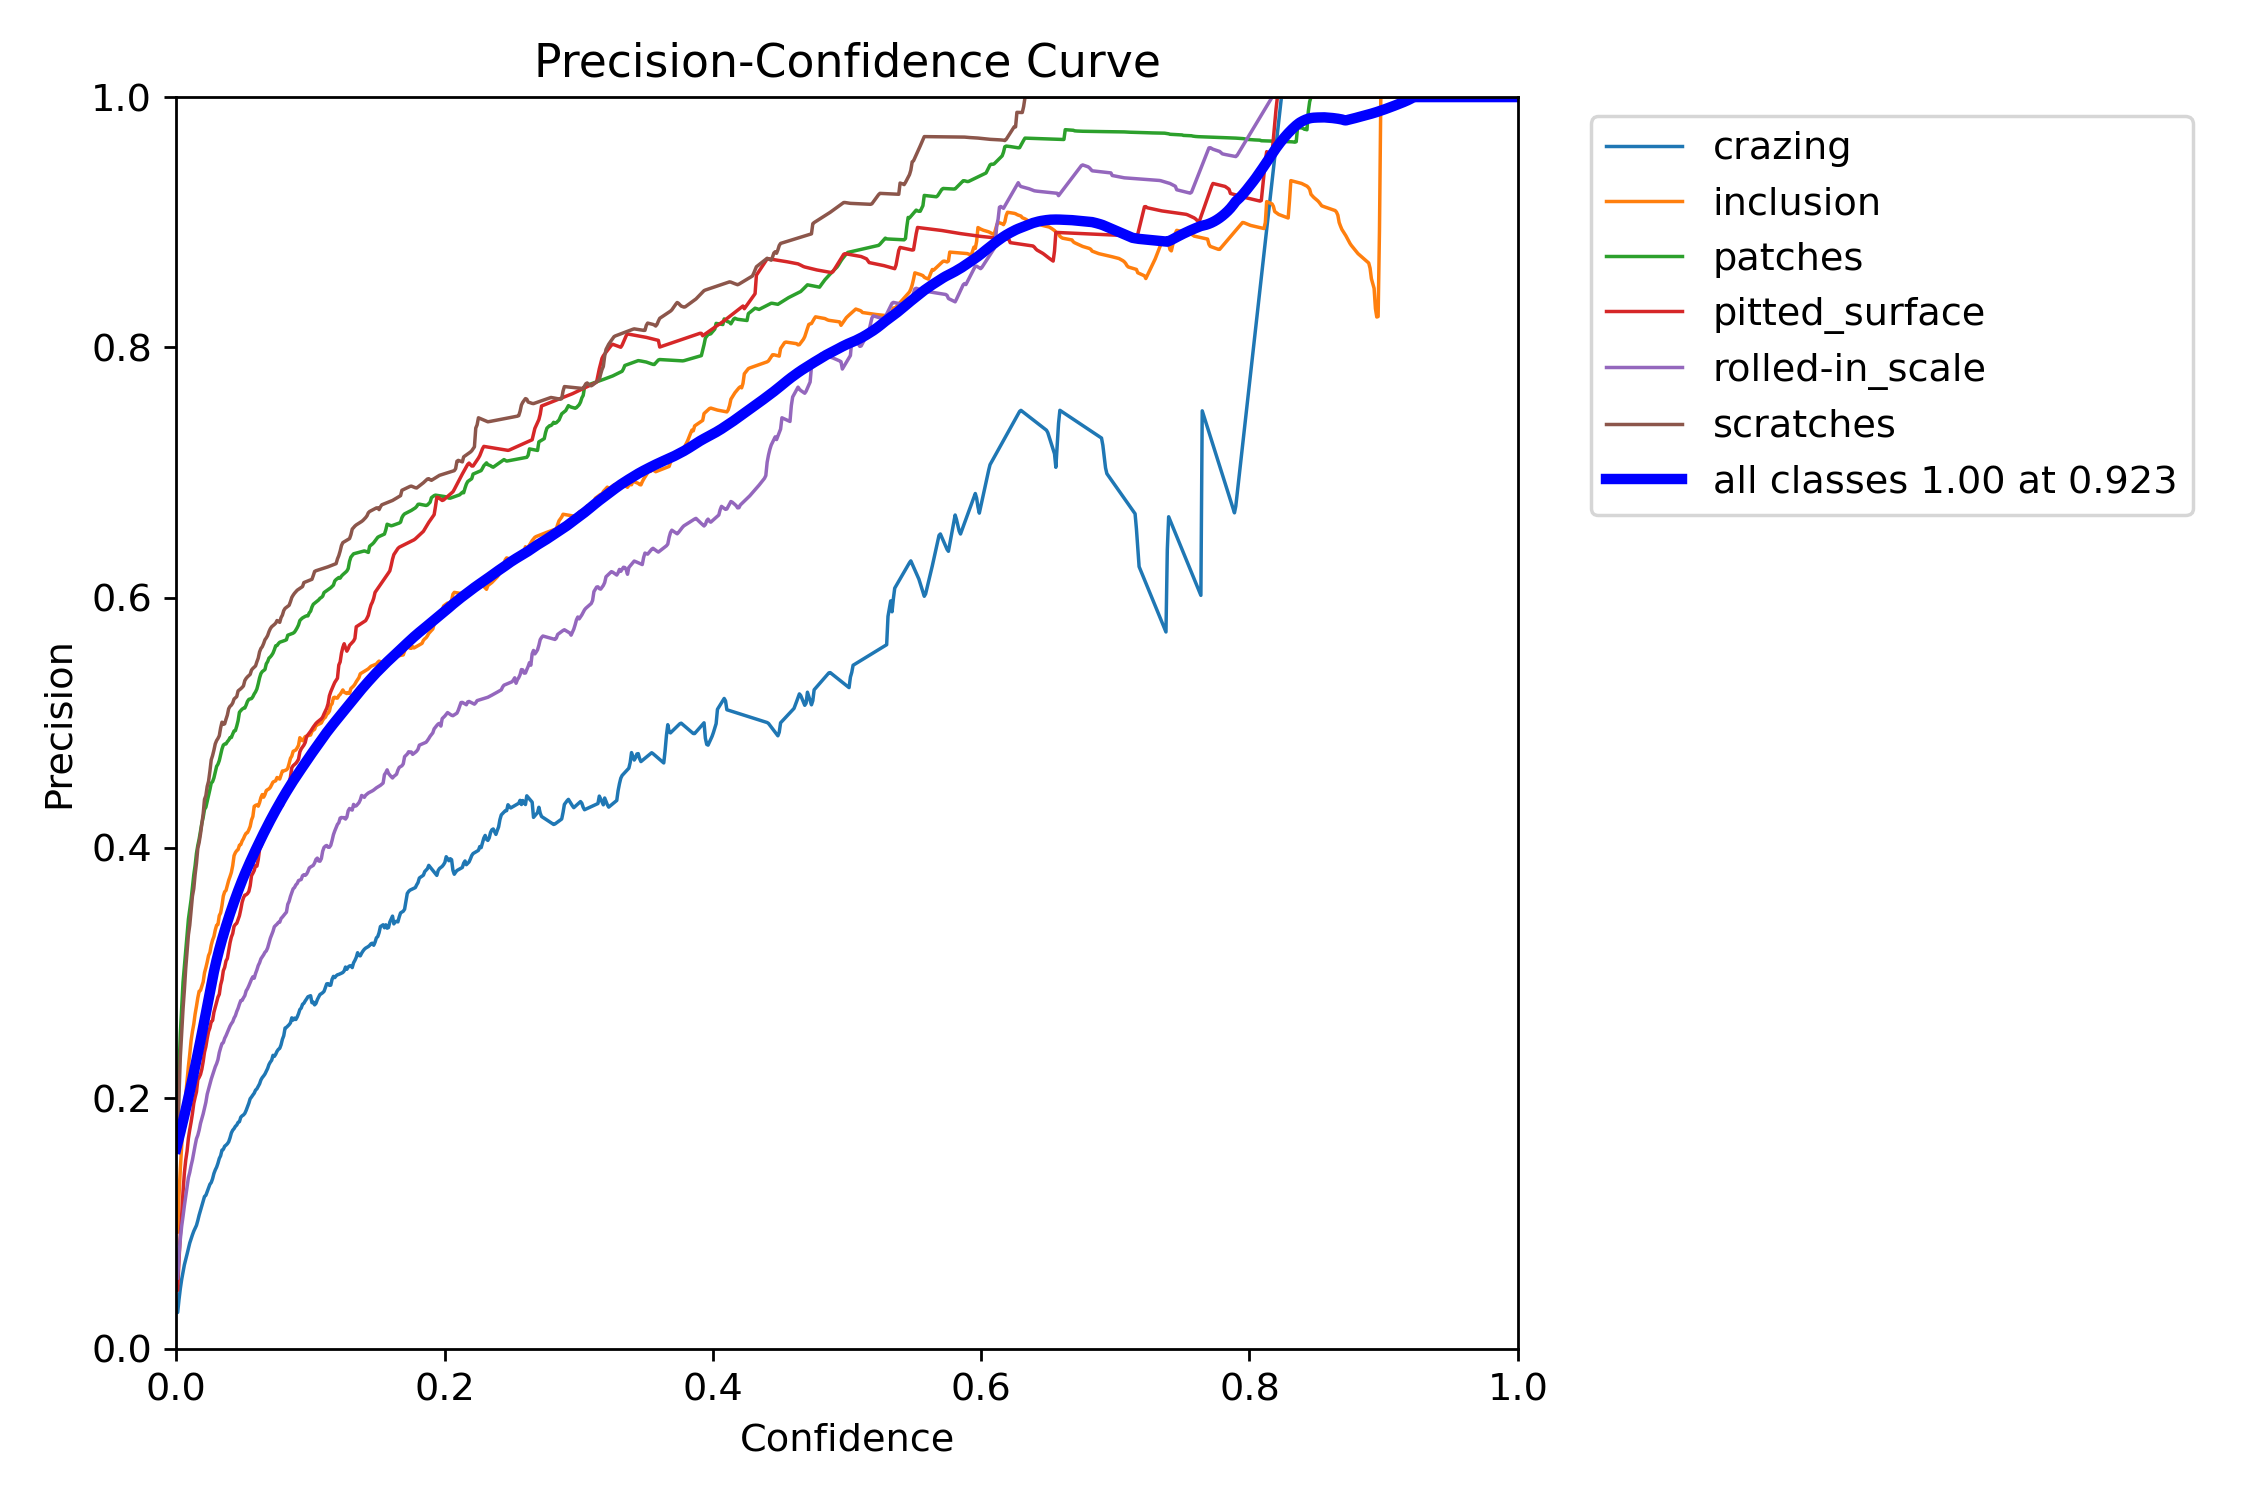 Precision-Confidence Curve
1.0
0.8
0.6
0.4
0.2
0.0
Precision
0.0 0.2 0.4 0.6 0.8 1.0
Confidence
crazing
inclusion
patches
pitted_surface
rolled-in_scale
scratches
all classes 1.00 at 0.923